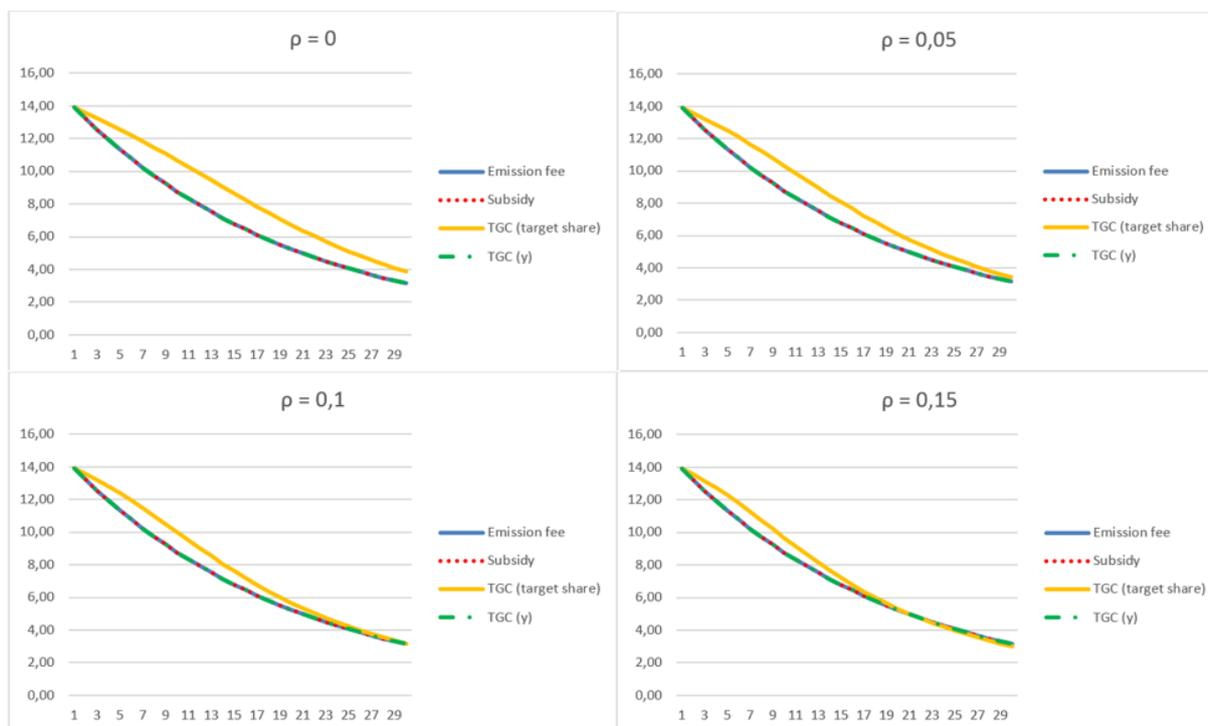 ρ = 0
16,00
14,00
12,00
10,00
8,00
6,00
4,00
2,00
0,00
1 3 5 7 9 11 13 15 17 19 21 23 25 27 29
Emission fee
Subsidy
TGC (target share)
TGC (y)
ρ = 0,05
16,00
14,00
12,00
10,00
8,00
6,00
4,00
2,00
0,00
1 3 5 7 9 11 13 15 17 19 21 23 25 27 29
Emission fee
Subsidy
TGC (target share)
TGC (y)
ρ = 0,1
16,00
14,00
12,00
10,00
8,00
6,00
4,00
2,00
0,00
1 3 5 7 9 11 13 15 17 19 21 23 25 27 29
Emission fee
Subsidy
TGC (target share)
TGC (y)
ρ = 0,15
16,00
14,00
12,00
10,00
8,00
6,00
4,00
2,00
0,00
1 3 5 7 9 11 13 15 17 19 21 23 25 27 29
Emission fee
Subsidy
TGC (target share)
TGC (y)